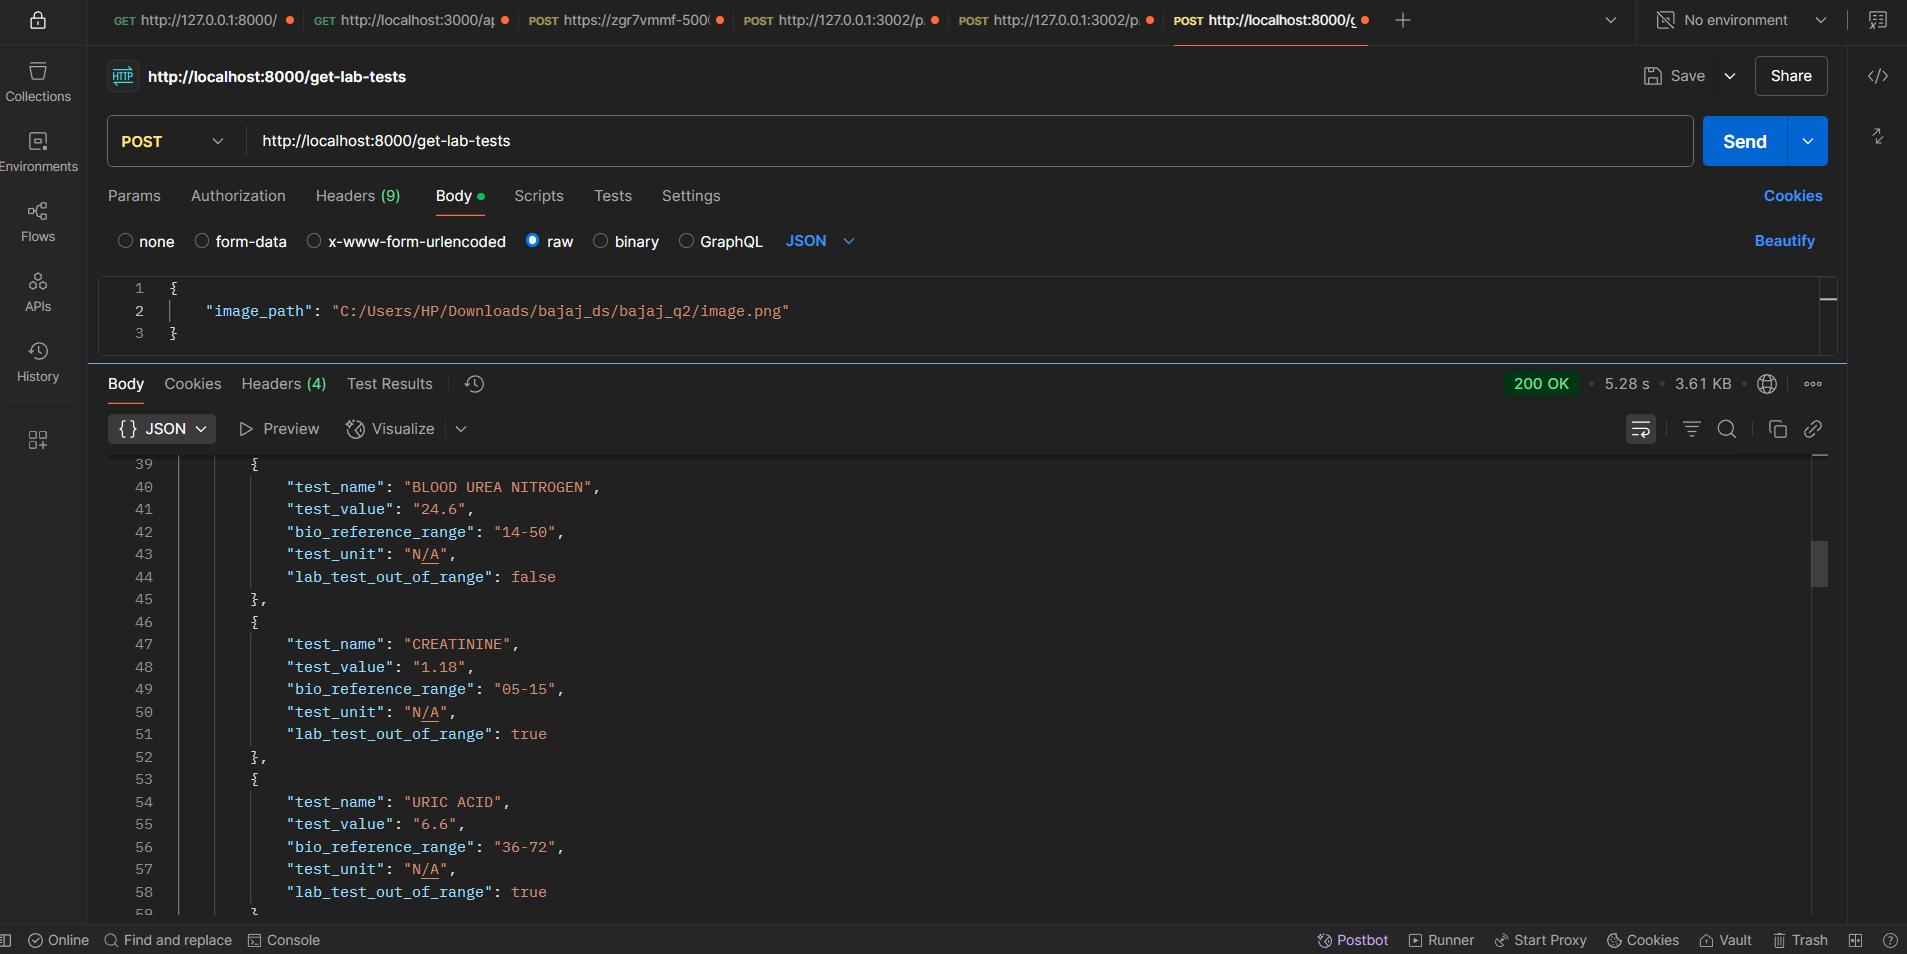 GET http://127.0.0.1:8000/ GET http://localhost:3000/ap POST https://zgr7vmmf-500 POST http://127.0.0.1:3002/p. POST http://127.0.0.1:3002/p. POST http://localhost:8000/g No environment
Collections
Environments
Flows
APIs
History
HTTP http://localhost:8000/get-lab-tests Save Share
POST http://localhost:8000/get-lab-tests Send
Params Authorization Headers (9) Body Scripts Tests Settings Cookies
none form-data x-www-form-urlencoded raw binary GraphQL JSON Beautify
1 {
2 "image_path": "C:/Users/HP/Downloads/bajaj_ds/bajaj_q2/image.png"
3 }
Body Cookies Headers (4) Test Results 200 OK 5.28 s 3.61 KB
{} JSON Preview Visualize
39 {
40 "test_name": "BLOOD UREA NITROGEN",
41 "test_value": "24.6",
42 "bio_reference_range": "14-50",
43 "test_unit": "N/A",
44 "lab_test_out_of_range": false
45 },
46 {
47 "test_name": "CREATININE",
48 "test_value": "1.18",
49 "bio_reference_range": "05-15",
50 "test_unit": "N/A",
51 "lab_test_out_of_range": true
52 },
53 {
54 "test_name": "URIC ACID",
55 "test_value": "6.6",
56 "bio_reference_range": "36-72",
57 "test_unit": "N/A",
58 "lab_test_out_of_range": true
59 }
Online Find and replace Console Postbot Runner Start Proxy Cookies Vault Trash